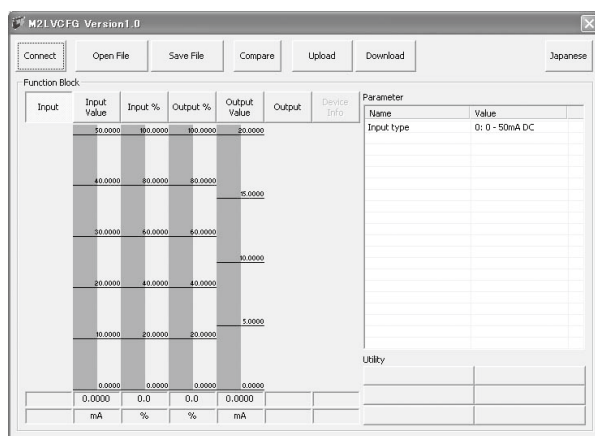 M2LVCFG Version1.0
Connect Open File Save File Compare Upload Download Japanese
Function Block
Input Input Value Input % Output % Output Value Output Device Info
50.0000 100.0000 100.0000 20.0000
40.0000 80.0000 80.0000
15.0000
30.0000 60.0000 60.0000
10.0000
20.0000 40.0000 40.0000
5.0000
10.0000 20.0000 20.0000
0.0000 0.0000 0.0000 0.0000
0.0000 0.0 0.0 0.0000
mA % % mA
Parameter
Name Value
Input type 0: 0 - 50mA DC
Utility